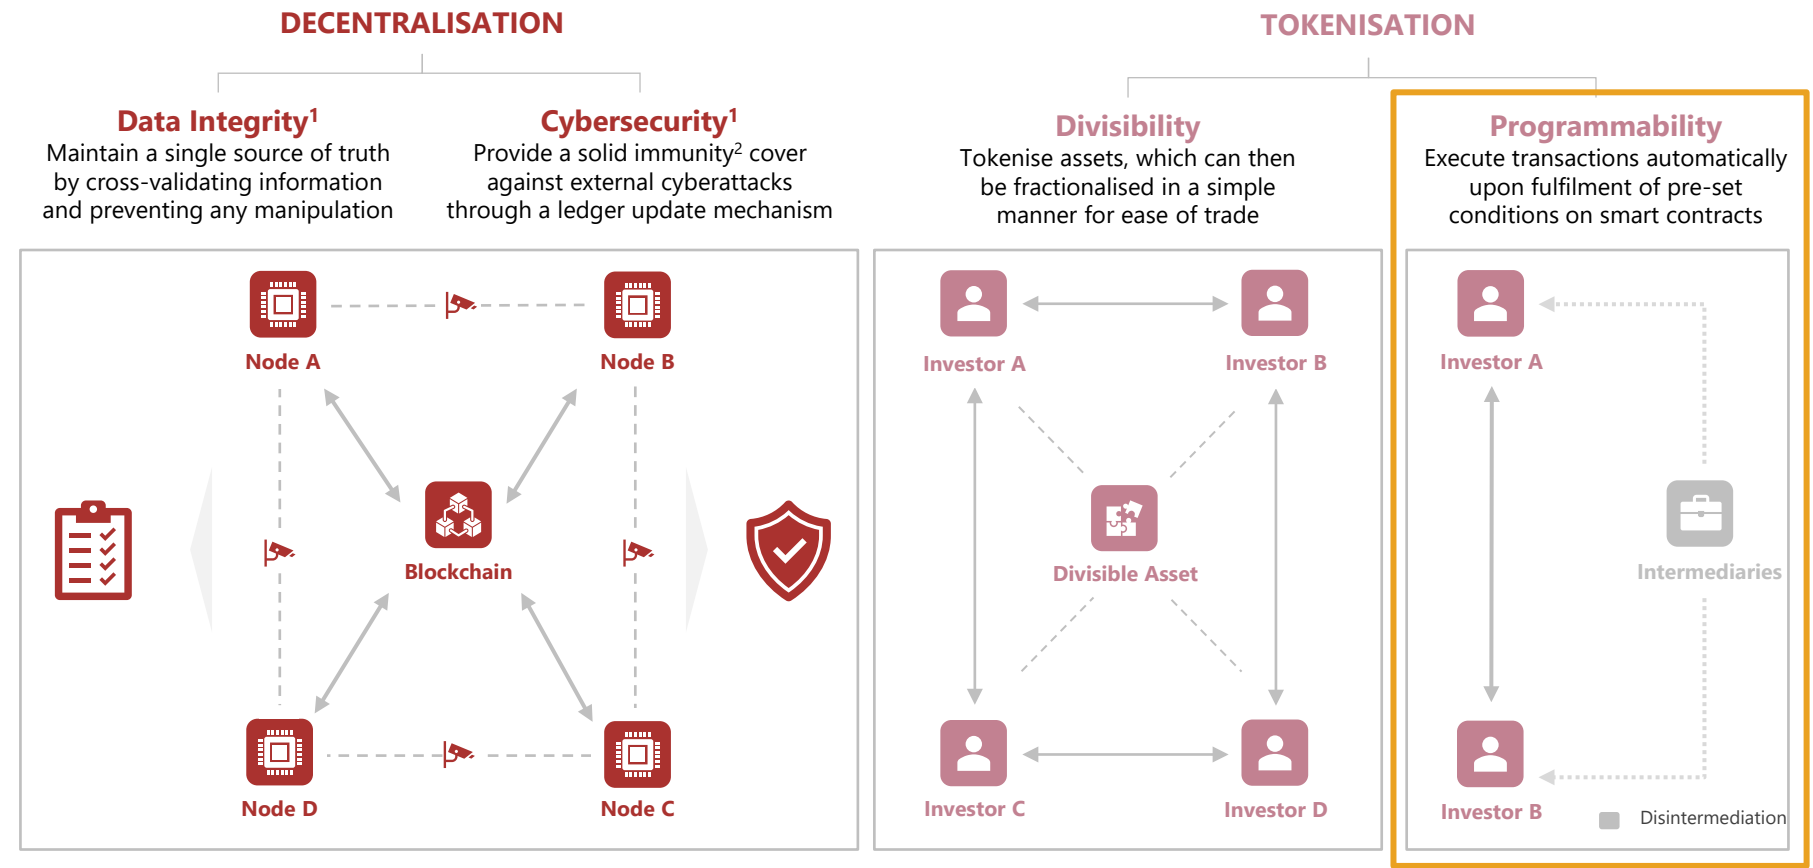 DECENTRALISATION
Data Integrity¹
Maintain a single source of truth
by cross-validating information
and preventing any manipulation
Cybersecurity¹
Provide a solid immunity² cover
against external cyberattacks
through a ledger update mechanism
Node A
Node B
Blockchain
Node D
Node C
TOKENISATION
Divisibility
Tokenise assets, which can then
be fractionalised in a simple
manner for ease of trade
Investor A
Investor B
Divisible Asset
Investor C
Investor D
Programmability
Execute transactions automatically
upon fulfilment of pre-set
conditions on smart contracts
Investor A
Intermediaries
Investor B
Disintermediation